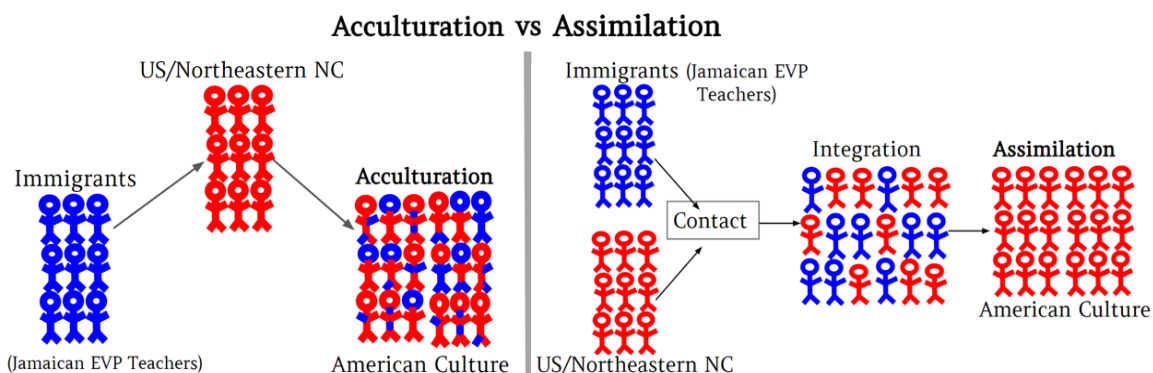 Acculturation vs Assimilation
US/Northeastern NC
Immigrants
(Jamaican EVP Teachers)
Acculturation
American Culture
Immigrants (Jamaican EVP
Teachers)
US/Northeastern NC
Contact
Integration
Assimilation
American Culture